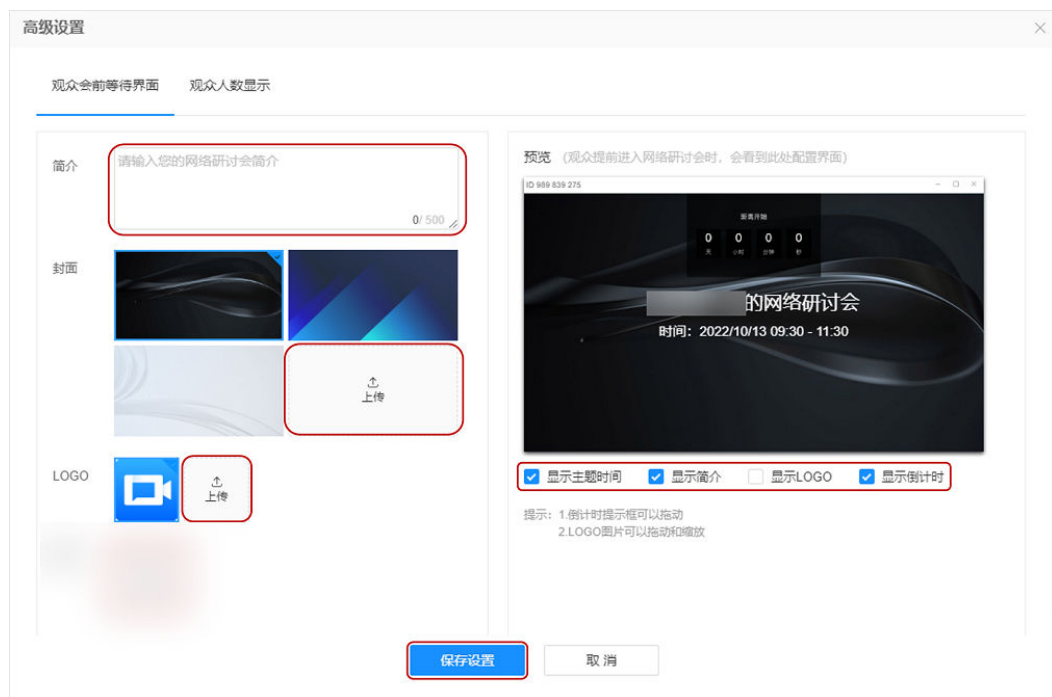 高级设置
观众会前等待界面 观众人数显示
简介
请输入您的网络研讨会简介
0/ 500
封面
上传
LOGO
上传
预览 (观众提前进入网络研讨会时，会看到此处配置界面)
ID 989 839 275
距离开始
0 0 0 0
天 小时 分钟 秒
的网络研讨会
时间：2022/10/13 09:30 - 11:30
显示主题时间 显示简介 显示LOGO 显示倒计时
提示：1.倒计时提示框可以拖动
2.LOGO图片可以拖动和缩放
保存设置 取消